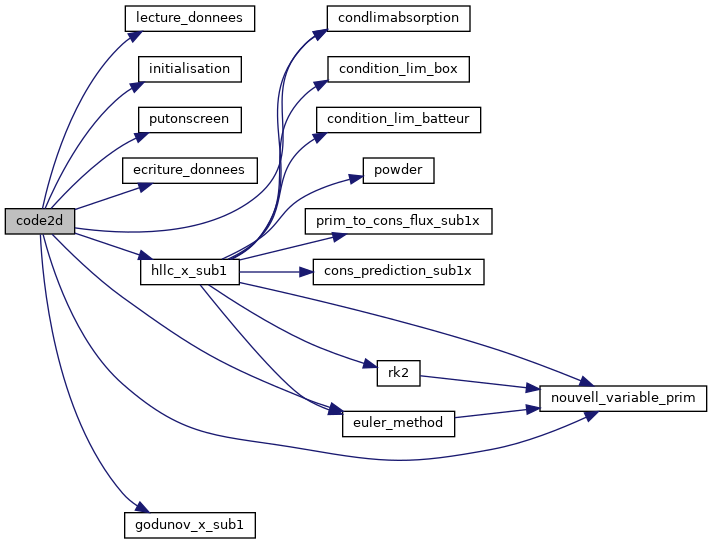 lecture_donnees
condlimabsorption
initialisation
condition_lim_box
putonscreen
condition_lim_batteur
ecriture_donnees
powder
code2d
prim_to_cons_flux_sub1x
hllc_x_sub1
cons_prediction_sub1x
rk2
nouvell_variable_prim
euler_method
godunov_x_sub1